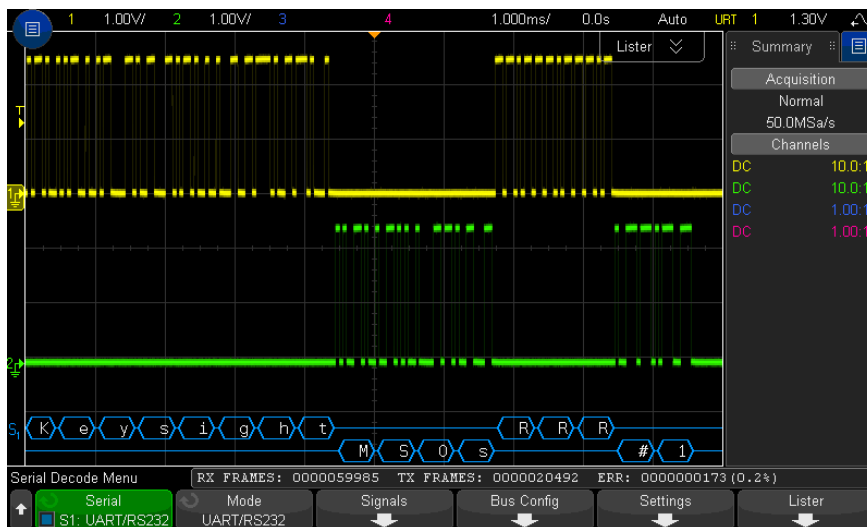 1 1.00V/ 2 1.00V/ 3 4 1.000ms/ 0.0s Auto URT 1 1.30V
Lister
Summary
Acquisition
Normal
50.0MSa/s
Channels
DC 10.0:1
DC 10.0:1
DC 1.00:1
DC 1.00:1
T
1
2
S1 K e y s i g h t R R R
M S O s # 1
Serial Decode Menu RX FRAMES: 0000059985 TX FRAMES: 0000020492 ERR: 0000000173(0.2%)
Serial Mode Signals Bus Config Settings Lister
S1: UART/RS232 UART/RS232